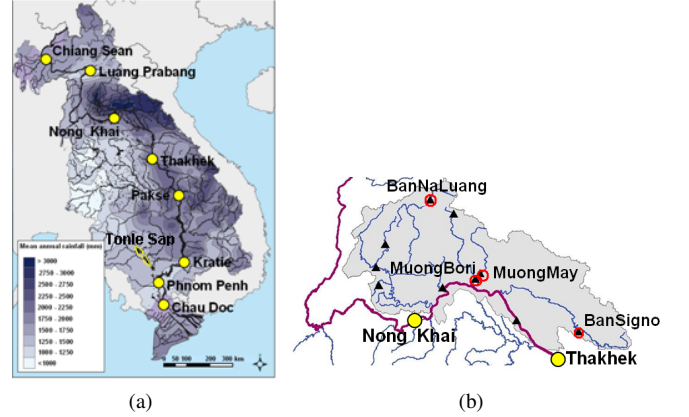 Chiang Sean
Luang Prabang
Nong Khai
Thakhek
Pakse
Tonle Sap
Kratie
Phnom Penh
Chau Doc
Mean annual rainfall (mm)
> 3000
2750 - 3000
2500 - 2750
2250 - 2500
2000 - 2250
1750 - 2000
1500 - 1750
1250 - 1500
1000 - 1250
<1000
0 50 100 200 300 km
(a)
BanNaLuang
MuongBori
MuongMay
BanSigno
Nong Khai
Thakhek
(b)